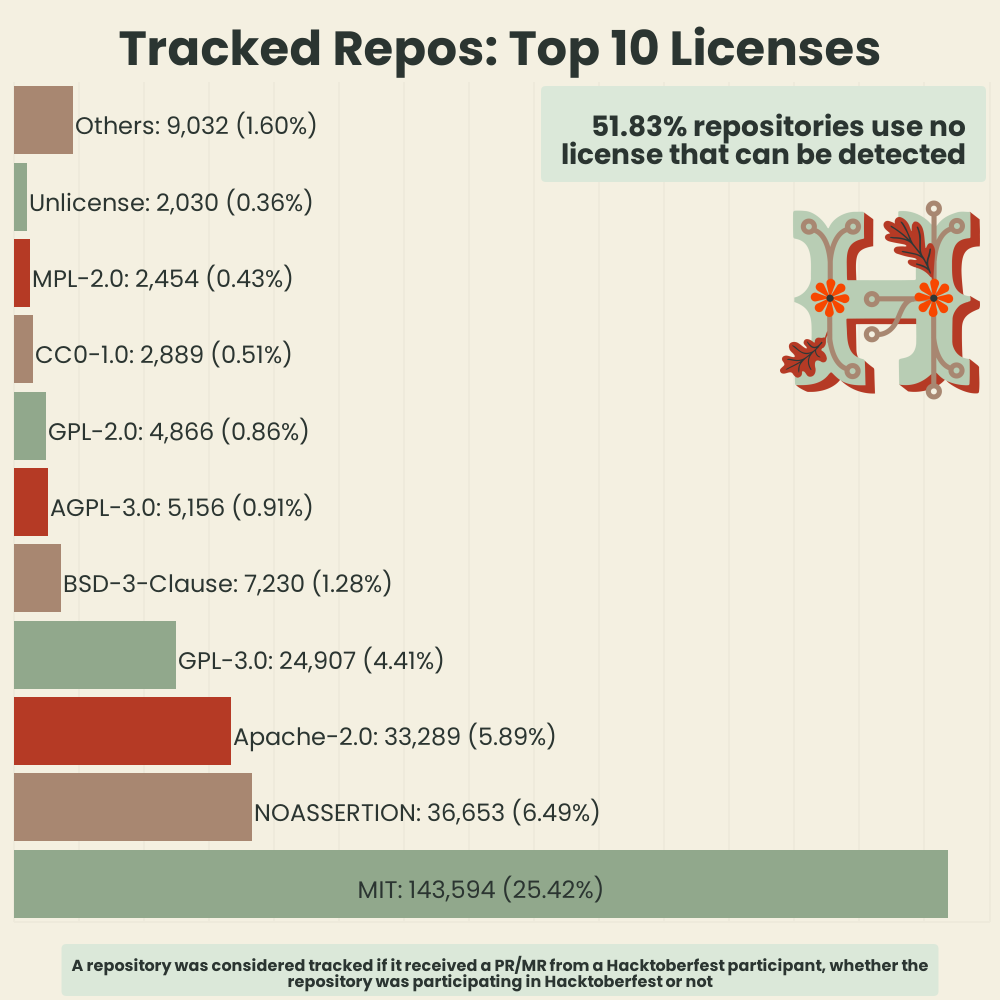 Tracked Repos: Top 10 Licenses
Others: 9,032 (1.60%)
51.83% repositories use no
license that can be detected
Unlicense: 2,030 (0.36%)
MPL-2.0: 2,454 (0.43%)
CC0-1.0: 2,889 (0.51%)
GPL-2.0: 4,866 (0.86%)
AGPL-3.0: 5,156 (0.91%)
BSD-3-Clause: 7,230 (1.28%)
GPL-3.0: 24,907 (4.41%)
Apache-2.0: 33,289 (5.89%)
NOASSERTION: 36,653 (6.49%)
MIT: 143,594 (25.42%)
A repository was considered tracked if it received a PR/MR from a Hacktoberfest participant, whether the
repository was participating in Hacktoberfest or not